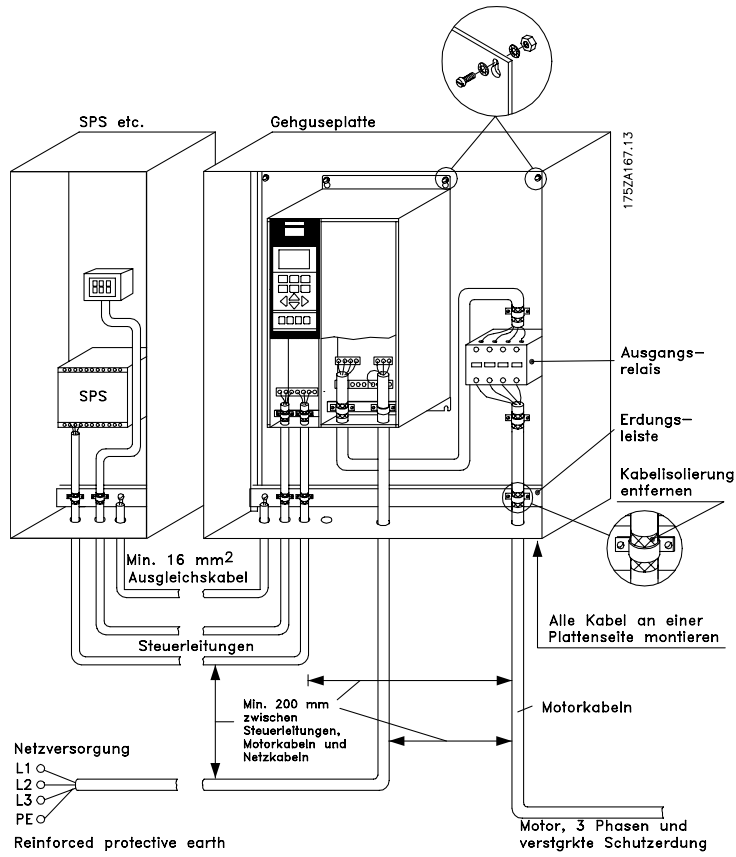 SPS etc.
Gehguseplatte
175ZA167.13
SPS
Ausgangs-
relais
Erdungs-
leiste
Kabelisolierung
entfernen
Min. 16 mm2
Ausgleichskabel
Alle Kabel an einer
Plattenseite montieren
Steuerleitungen
Min. 200 mm
zwischen
Steuerleitungen,
Motorkabeln und
Netzkabeln
Motorkabeln
Netzversorgung
L1
L2
L3
PE
Reinforced protective earth
Motor, 3 Phasen und
verstgrkte Schutzerdung